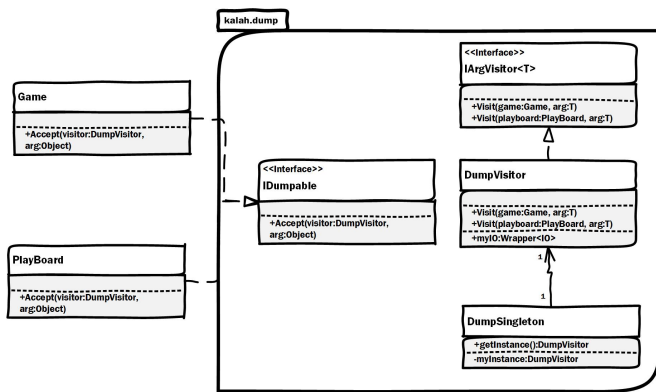 kalah.dump
<<Interface>>
IArgVisitor<T>
+Visit(game:Game, arg:T)
+Visit(playboard:PlayBoard, arg:T)
Game
+Accept(visitor:DumpVisitor,
arg:Object)
<<Interface>>
IDumpable
+Accept(visitor:DumpVisitor,
arg:Object)
DumpVisitor
+Visit(game:Game, arg:T)
+Visit(playboard:PlayBoard, arg:T)
+myIO:Wrapper<IO>
PlayBoard
+Accept(visitor:DumpVisitor,
arg:Object)
1
1
DumpSingleton
+getInstance():DumpVisitor
-myInstance:DumpVisitor